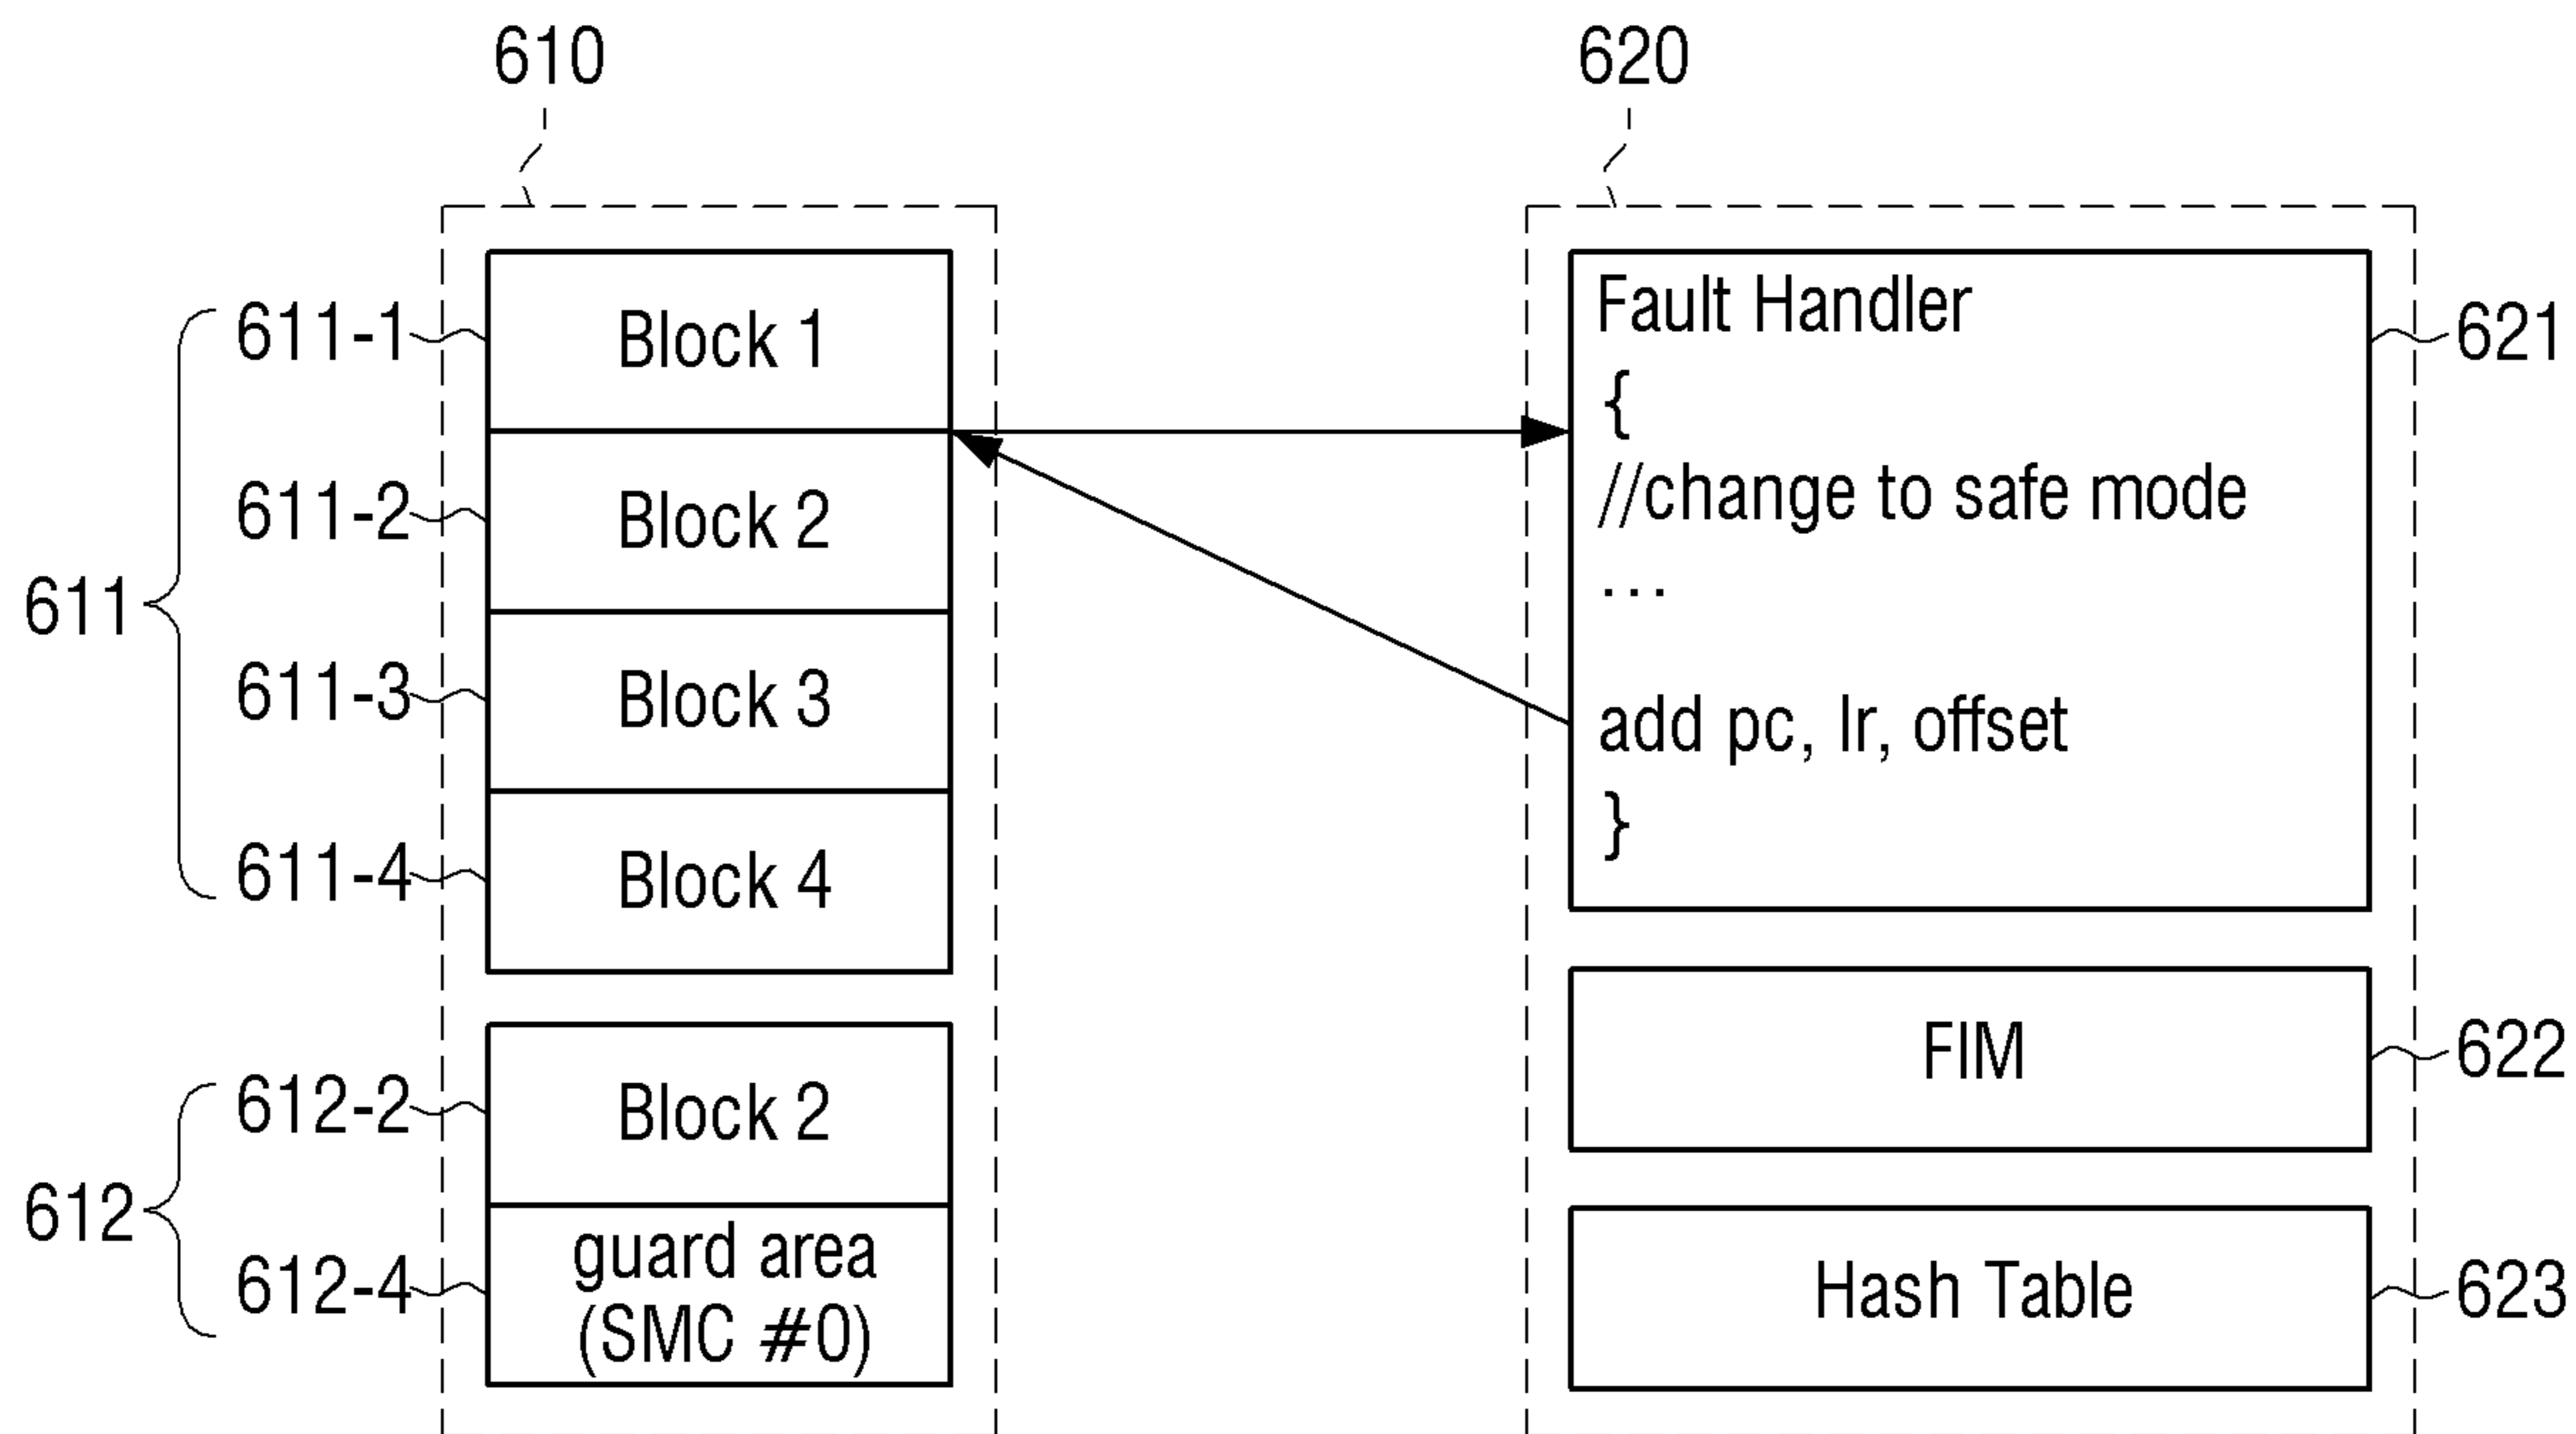 610
620
611
611-1
Block 1
611-2
Block 2
611-3
Block 3
611-4
Block 4
612
612-2
Block 2
612-4
guard area
(SMC #0)
Fault Handler
{
//change to safe mode
...
add pc, lr, offset
}
621
FIM
622
Hash Table
623